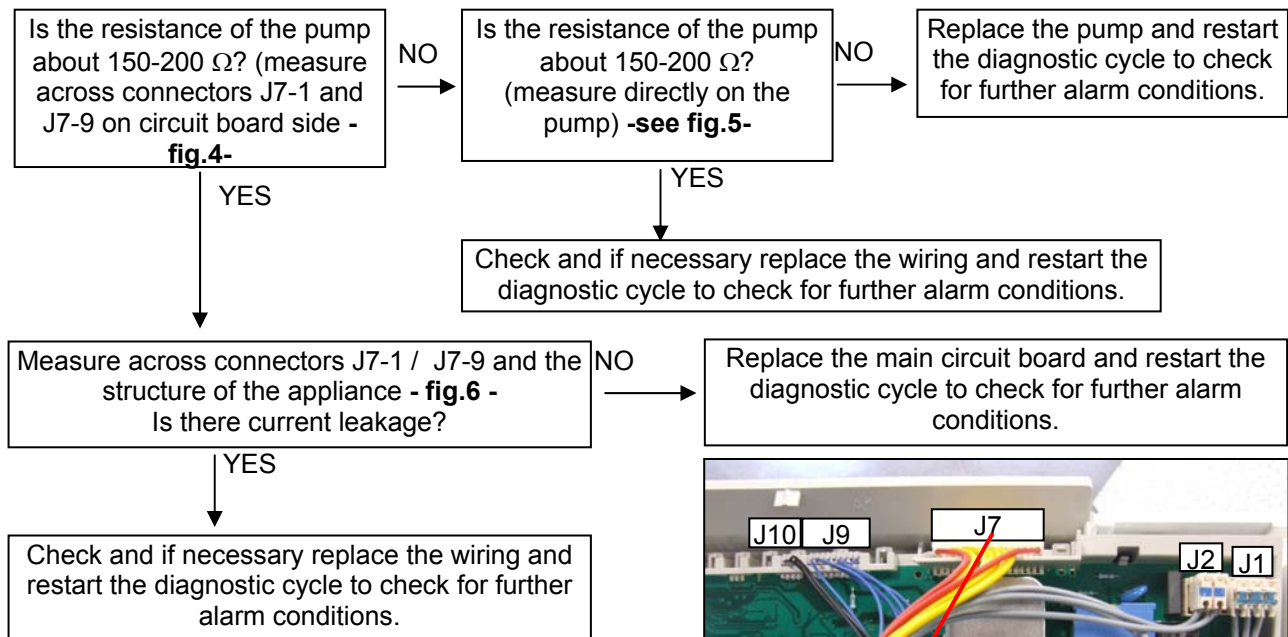 Is the resistance of the pump
about 150-200 Ω? (measure
across connectors J7-1 and
J7-9 on circuit board side -
fig.4-
NO
Is the resistance of the pump
about 150-200 Ω?
(measure directly on the
pump) -see fig.5-
NO
Replace the pump and restart
the diagnostic cycle to check
for further alarm conditions.
YES
YES
Check and if necessary replace the wiring and restart the
diagnostic cycle to check for further alarm conditions.
Measure across connectors J7-1 / J7-9 and the
structure of the appliance - fig.6 -
Is there current leakage?
NO
Replace the main circuit board and restart the
diagnostic cycle to check for further alarm
conditions.
YES
Check and if necessary replace the wiring and
restart the diagnostic cycle to check for further
alarm conditions.
J10
J9
J7
J2
J1